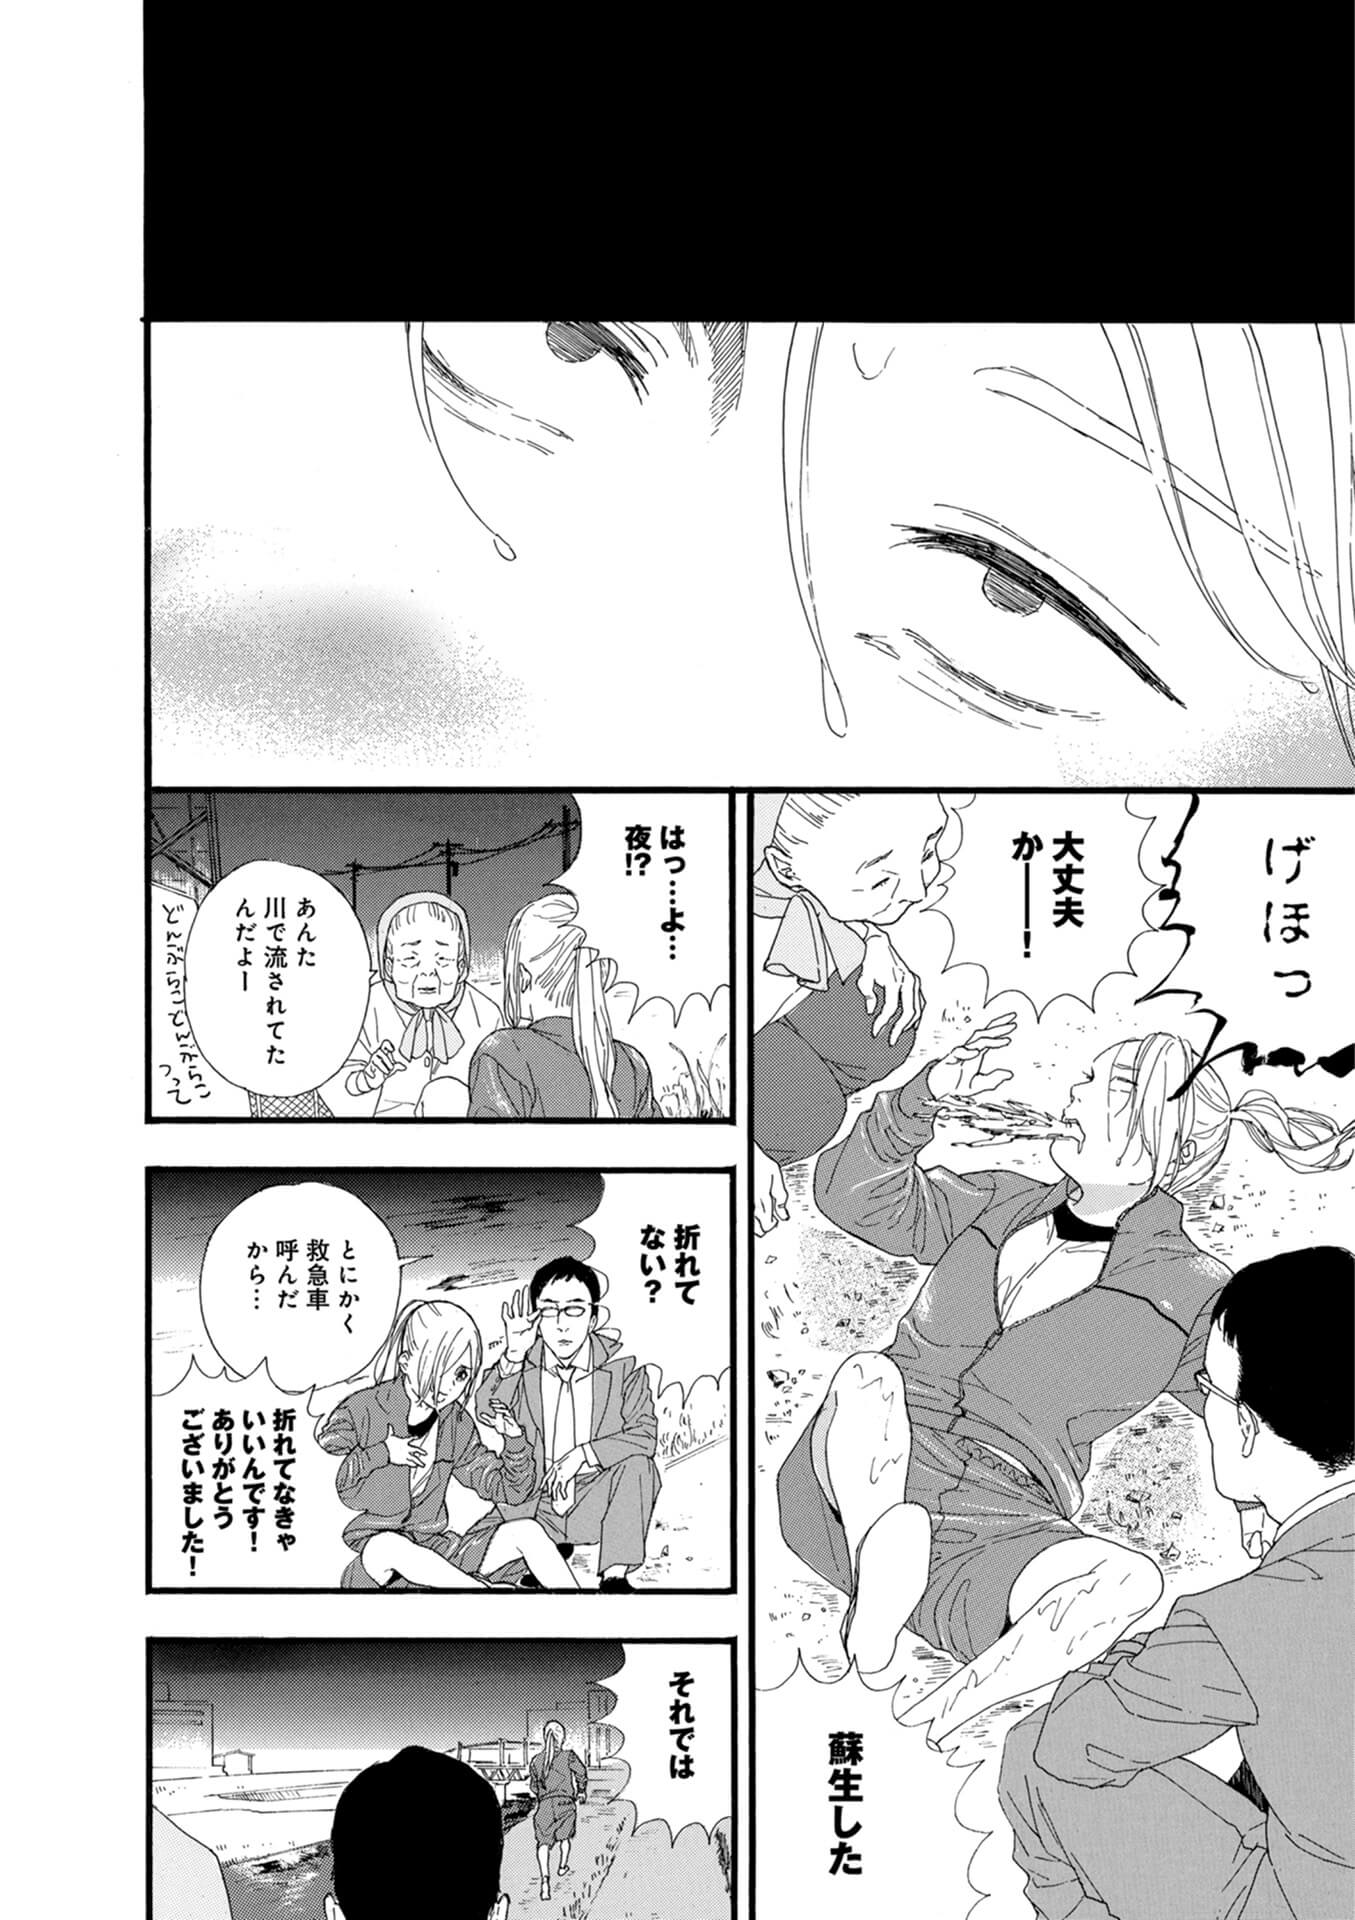 げほっ
大丈夫
かーー!
蘇生した
はっ…よ…
夜!?
あんた
川で流されてた
んだよー
どんぶらこどんぶらこ
って
折れて
ない?
とにかく
救急車
呼んだ
から…
折れてなきゃ
いいんです!
ありがとう
ございました!
それでは